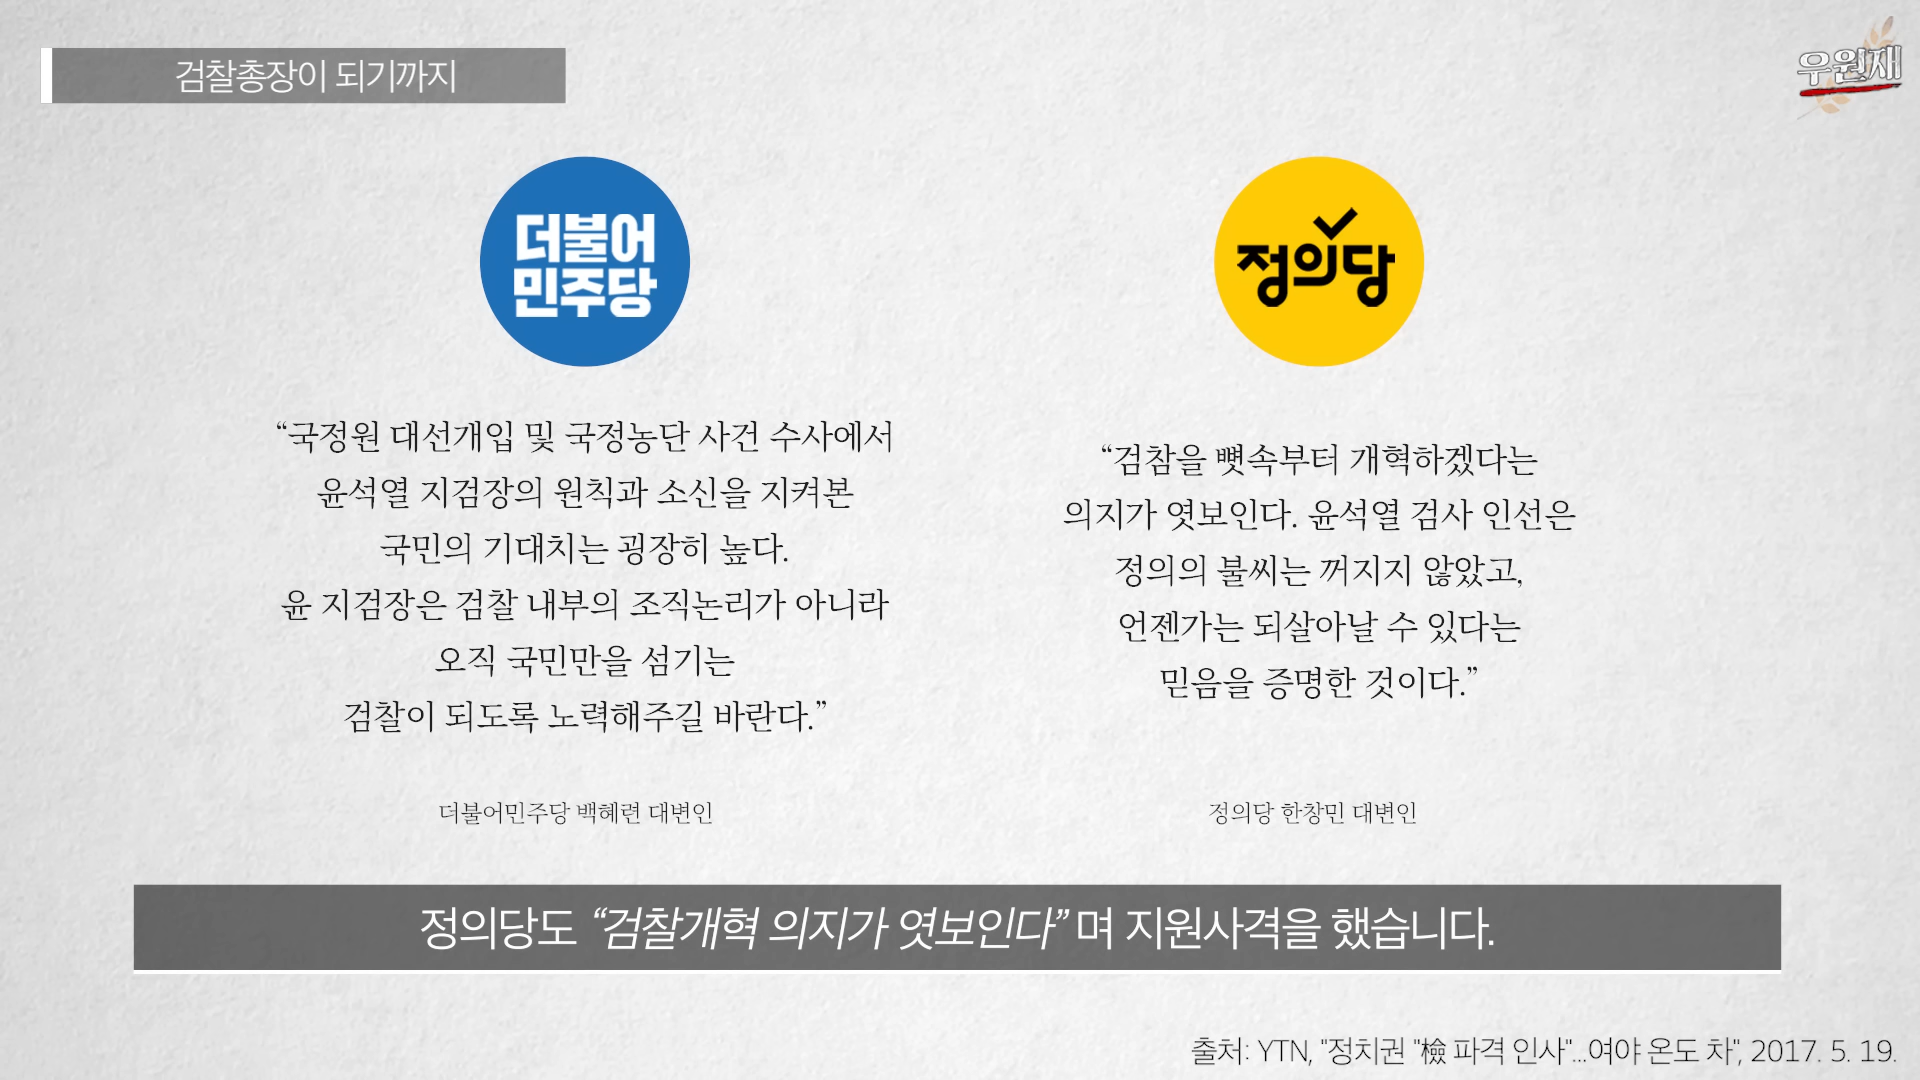 검찰총장이 되기까지
우원재
더불어
민주당
“국정원 대선개입 및 국정농단 사건 수사에서
윤석열 지검장의 원칙과 소신을 지켜본
국민의 기대치는 굉장히 높다.
윤 지검장은 검찰 내부의 조직논리가 아니라
오직 국민만을 섬기는
검찰이 되도록 노력해주길 바란다.”
더불어민주당 백혜련 대변인
정의당
“검참을 뼛속부터 개혁하겠다는
의지가 엿보인다. 윤석열 검사 인선은
정의의 불씨는 꺼지지 않았고,
언젠가는 되살아날 수 있다는
믿음을 증명한 것이다.”
정의당 한창민 대변인
정의당도 “검찰개혁 의지가 엿보인다” 며 지원사격을 했습니다.
출처: YTN, "정치권 "檢 파격 인사"...여야 온도 차", 2017. 5. 19.